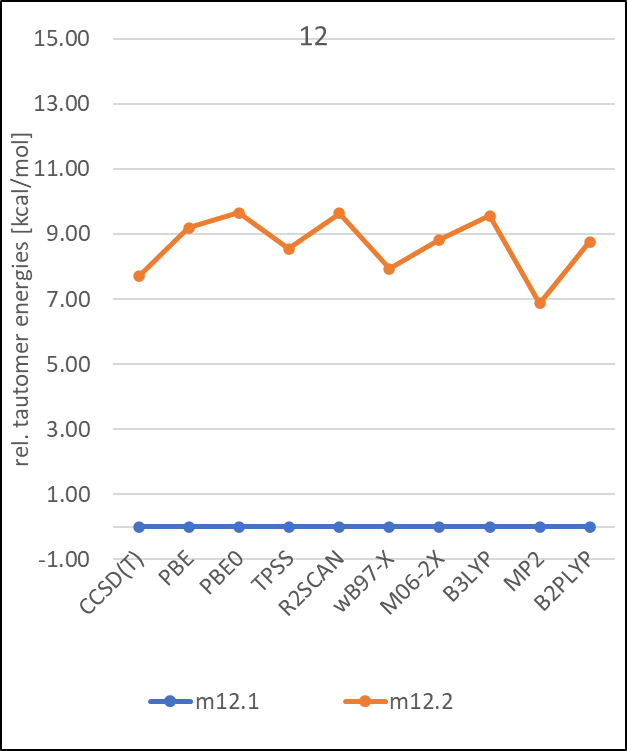 12
rel. tautomer energies [kcal/mol]
15.00
13.00
11.00
9.00
7.00
5.00
3.00
1.00
-1.00
CCSD(T)
PBE
PBE0
TPSS
R2SCAN
wB97-X
M06-2X
B3LYP
MP2
B2PLYP
m12.1
m12.2